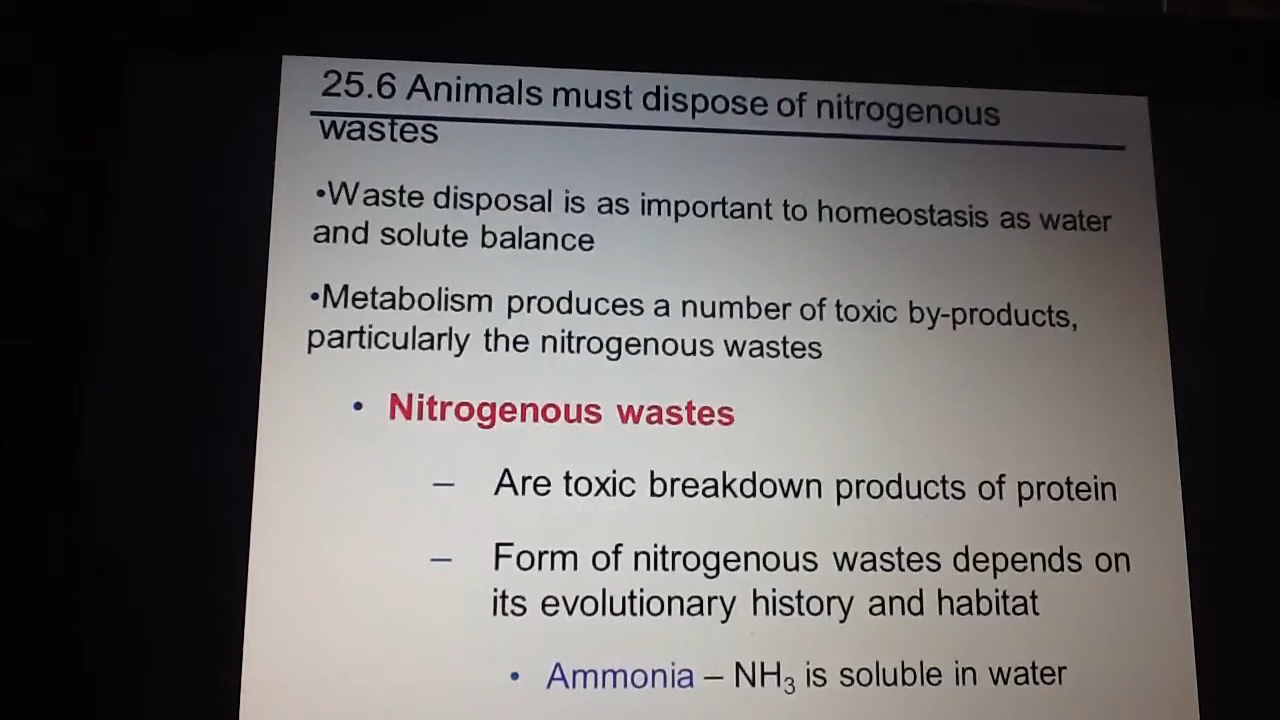 25.6 Animals must dispose of nitrogenous
wastes
•Waste disposal is as important to homeostasis as water
and solute balance
•Metabolism produces a number of toxic by-products,
particularly the nitrogenous wastes
• Nitrogenous wastes
– Are toxic breakdown products of protein
– Form of nitrogenous wastes depends on
its evolutionary history and habitat
• Ammonia – NH₃ is soluble in water